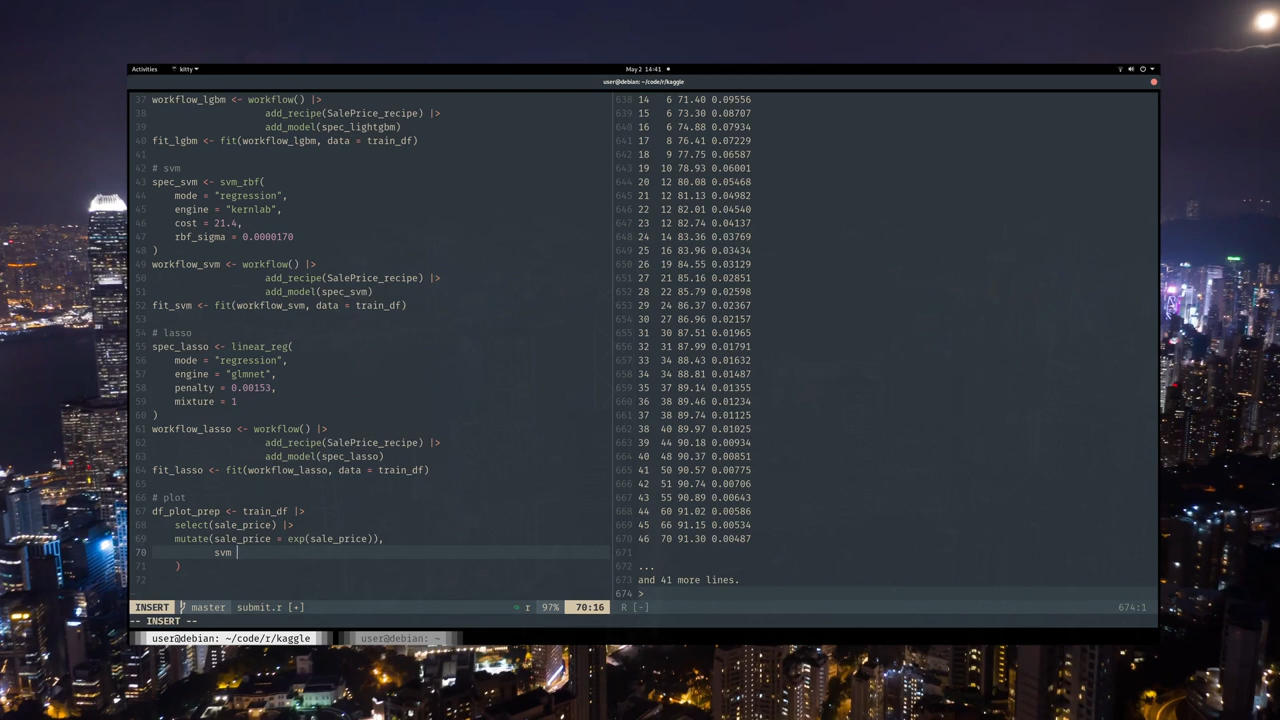 Activities kitty May 2 14:41
user@debian: ~/code/r/kaggle
37 workflow_lgbm <- workflow() |>
38 add_recipe(SalePrice_recipe) |>
39 add_model(spec_lightgbm)
40 fit_lgbm <- fit(workflow_lgbm, data = train_df)
41
42 # svm
43 spec_svm <- svm_rbf(
44 mode = "regression",
45 engine = "kernlab",
46 cost = 21.4,
47 rbf_sigma = 0.0000170
48 )
49 workflow_svm <- workflow() |>
50 add_recipe(SalePrice_recipe) |>
51 add_model(spec_svm)
52 fit_svm <- fit(workflow_svm, data = train_df)
53
54 # lasso
55 spec_lasso <- linear_reg(
56 mode = "regression",
57 engine = "glmnet",
58 penalty = 0.00153,
59 mixture = 1
60 )
61 workflow_lasso <- workflow() |>
62 add_recipe(SalePrice_recipe) |>
63 add_model(spec_lasso)
64 fit_lasso <- fit(workflow_lasso, data = train_df)
65
66 # plot
67 df_plot_prep <- train_df |>
68 select(sale_price) |>
69 mutate(sale_price = exp(sale_price)),
70 svm
71 )
72
638 14 6 71.40 0.09556
639 15 6 73.30 0.08707
640 16 6 74.88 0.07934
641 17 8 76.41 0.07229
642 18 9 77.75 0.06587
643 19 10 78.93 0.06001
644 20 12 80.08 0.05468
645 21 12 81.13 0.04982
646 22 12 82.01 0.04540
647 23 12 82.74 0.04137
648 24 14 83.36 0.03769
649 25 16 83.96 0.03434
650 26 19 84.55 0.03129
651 27 21 85.16 0.02851
652 28 22 85.79 0.02598
653 29 24 86.37 0.02367
654 30 27 86.96 0.02157
655 31 30 87.51 0.01965
656 32 31 87.99 0.01791
657 33 34 88.43 0.01632
658 34 34 88.81 0.01487
659 35 37 89.14 0.01355
660 36 38 89.46 0.01234
661 37 38 89.74 0.01125
662 38 40 89.97 0.01025
663 39 44 90.18 0.00934
664 40 48 90.37 0.00851
665 41 50 90.57 0.00775
666 42 51 90.74 0.00706
667 43 55 90.89 0.00643
668 44 60 91.02 0.00586
669 45 66 91.15 0.00534
670 46 70 91.30 0.00487
671
672 ...
673 and 41 more lines.
674 >
INSERT master submit.r [+] r 97% 70:16 R [-] 674:1
-- INSERT --
user@debian: ~/code/r/kaggle user@debian: ~